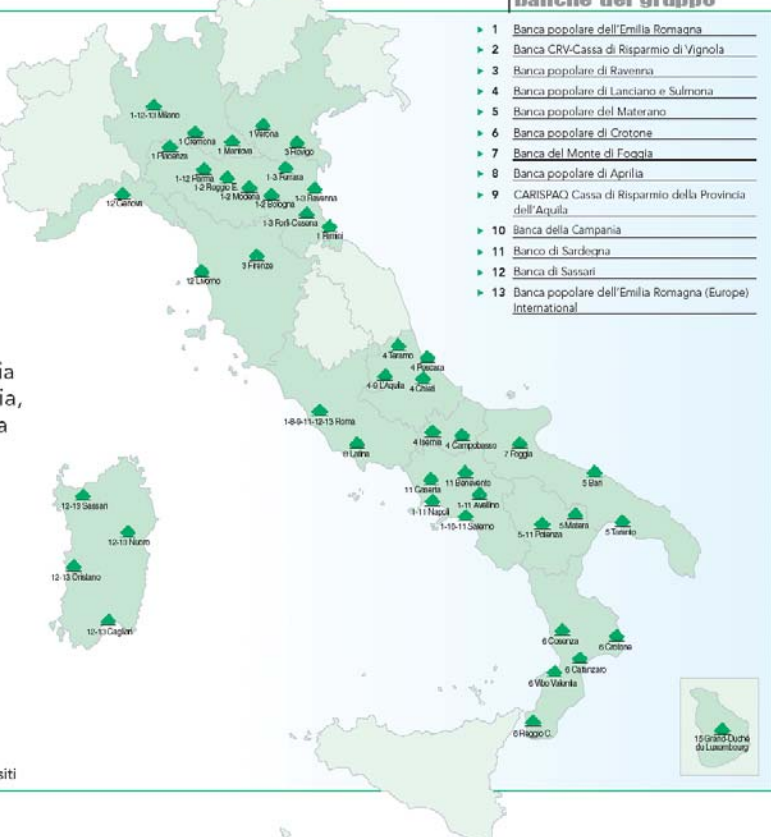 banche del gruppo
1 Banca popolare dell'Emilia Romagna
2 Banca CRV-Cassa di Risparmio di Vignola
3 Banca popolare di Ravenna
4 Banca popolare di Lanciano e Sulmona
5 Banca popolare del Materano
6 Banca popolare di Crotone
7 Banca del Monte di Foggia
8 Banca popolare di Aprilia
9 CARISPAQ Cassa di Risparmio della Provincia
dell'Aquila
10 Banca della Campania
11 Banco di Sardegna
12 Banca di Sassari
13 Banca popolare dell'Emilia Romagna (Europe)
International
1-12-13 Milano
1 Cremona
1 Verona
1 Mantova
3 Rovigo
1 Piacenza
1-12 Parma
1-3 Ferrara
1-2 Reggio E.
1-2 Modena
1-3 Ravenna
12 Genova
1-2 Bologna
1-3 Forlì-Cesena
1 Rimini
3 Firenze
12 Livorno
4 Teramo
4 Pescara
4-9 L'Aquila
4 Chieti
ia
ia,
a
1-8-9-11-12-13 Roma
8 Latina
4 Isernia
4 Campobasso
7 Foggia
11 Caserta
11 Benevento
5 Bari
1-11 Napoli
1-11 Avellino
1-10-11 Salerno
5-11 Potenza
5 Matera
5 Taranto
12-13 Sassari
12-13 Nuoro
12-13 Oristano
12-13 Cagliari
6 Cosenza
6 Crotone
6 Catanzaro
6 Vibo Valentia
6 Reggio C.
15 Grand-Duché
du Luxembourg
siti